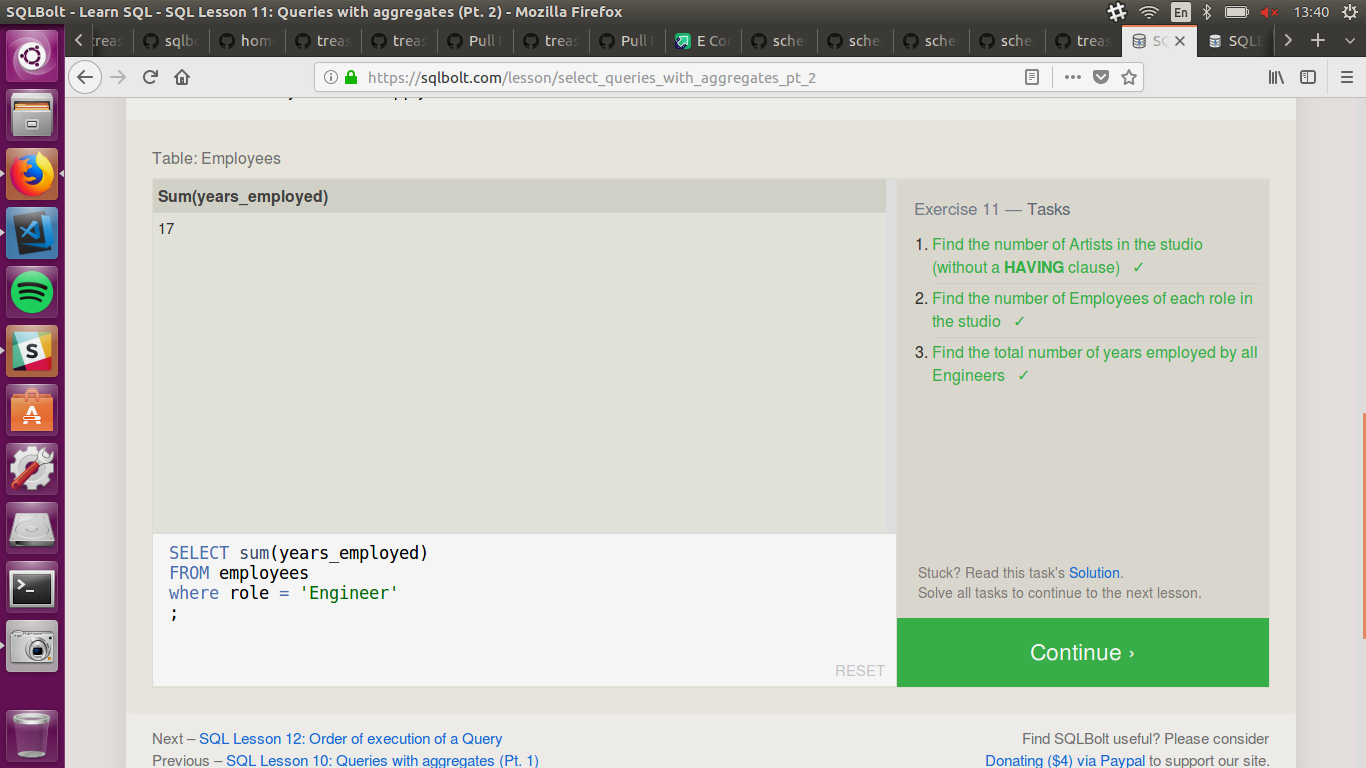 SQLBolt - Learn SQL - SQL Lesson 11: Queries with aggregates (Pt. 2) - Mozilla Firefox
En
13:40
treas
sqlb
hom
treas
treas
Pull
treas
Pull
E Co
sche
sche
sche
sche
treas
SQLB
https://sqlbolt.com/lesson/select_queries_with_aggregates_pt_2
Table: Employees
Sum(years_employed)
17
Exercise 11 — Tasks
1. Find the number of Artists in the studio
(without a HAVING clause) ✓
2. Find the number of Employees of each role in
the studio ✓
3. Find the total number of years employed by all
Engineers ✓
SELECT sum(years_employed)
FROM employees
where role = 'Engineer'
;
RESET
Stuck? Read this task's Solution.
Solve all tasks to continue to the next lesson.
Continue ›
Next – SQL Lesson 12: Order of execution of a Query
Previous – SQL Lesson 10: Queries with aggregates (Pt. 1)
Find SQLBolt useful? Please consider
Donating ($4) via Paypal to support our site.